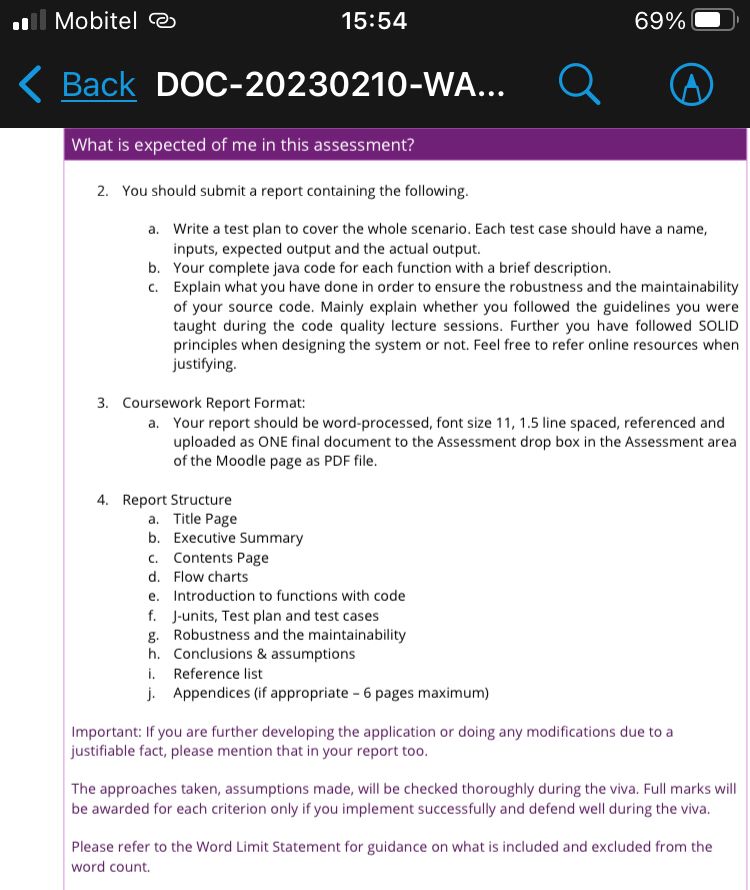 Mobitel 15:54 69%
Back DOC-20230210-WA...
What is expected of me in this assessment?
2. You should submit a report containing the following.
a. Write a test plan to cover the whole scenario. Each test case should have a name,
inputs, expected output and the actual output.
b. Your complete java code for each function with a brief description.
c. Explain what you have done in order to ensure the robustness and the maintainability
of your source code. Mainly explain whether you followed the guidelines you were
taught during the code quality lecture sessions. Further you have followed SOLID
principles when designing the system or not. Feel free to refer online resources when
justifying.
3. Coursework Report Format:
a. Your report should be word-processed, font size 11, 1.5 line spaced, referenced and
uploaded as ONE final document to the Assessment drop box in the Assessment area
of the Moodle page as PDF file.
4. Report Structure
a. Title Page
b. Executive Summary
c. Contents Page
d. Flow charts
e. Introduction to functions with code
f. J-units, Test plan and test cases
g. Robustness and the maintainability
h. Conclusions & assumptions
i. Reference list
j. Appendices (if appropriate – 6 pages maximum)
Important: If you are further developing the application or doing any modifications due to a
justifiable fact, please mention that in your report too.
The approaches taken, assumptions made, will be checked thoroughly during the viva. Full marks will
be awarded for each criterion only if you implement successfully and defend well during the viva.
Please refer to the Word Limit Statement for guidance on what is included and excluded from the
word count.